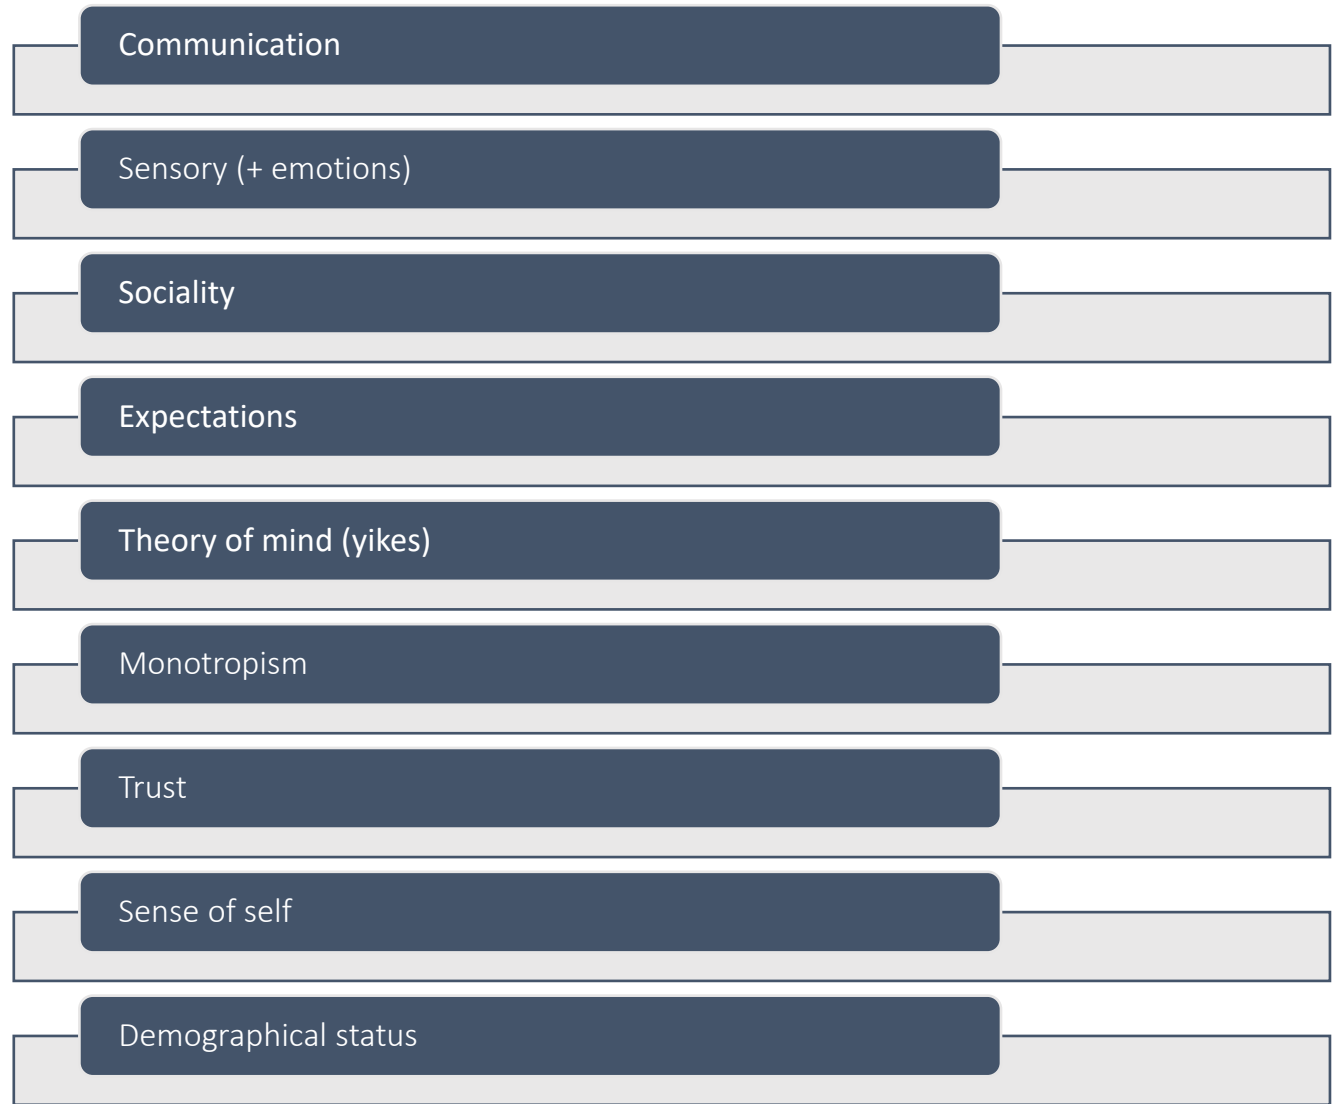 Communication
Sensory (+ emotions)
Sociality
Expectations
Theory of mind (yikes)
Monotropism
Trust
Sense of self
Demographical status